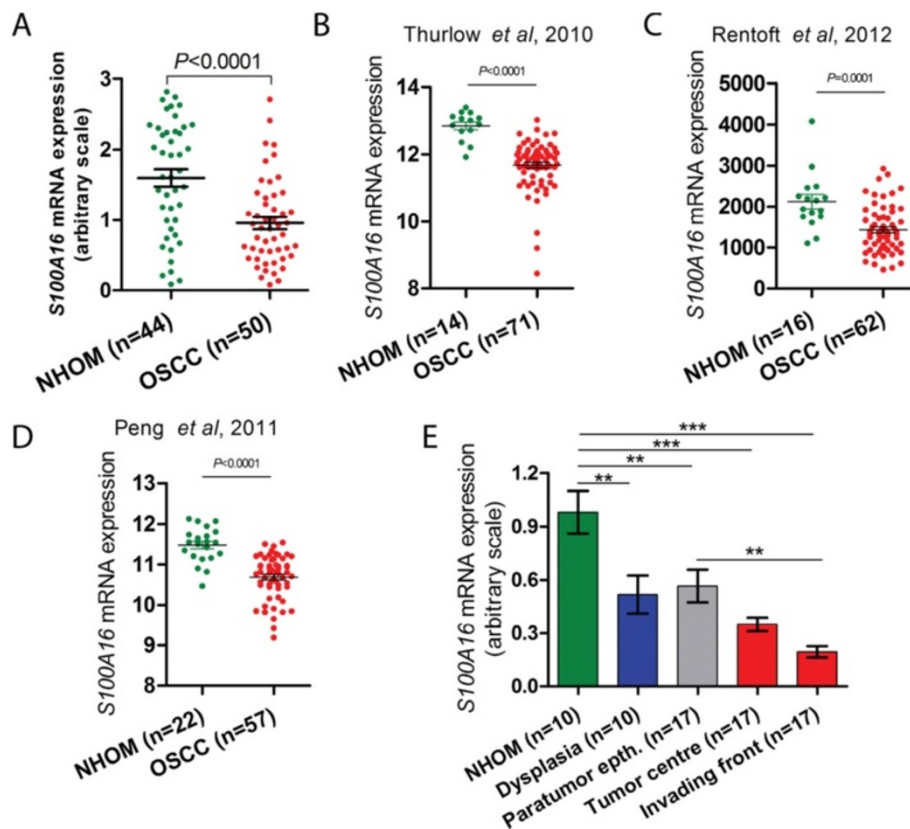 A
P<0.0001
S100A16 mRNA expression
(arbitrary scale)
3
2
1
0
NHOM (n=44)
OSCC (n=50)
B
Thurlow et al, 2010
P<0.0001
S100A16 mRNA expression
14
12
10
8
NHOM (n=14)
OSCC (n=71)
C
Rentoft et al, 2012
P=0.0001
S100A16 mRNA expression
5000
4000
3000
2000
1000
0
NHOM (n=16)
OSCC (n=62)
D
Peng et al, 2011
P<0.0001
S100A16 mRNA expression
13
12
11
10
9
8
NHOM (n=22)
OSCC (n=57)
E
***
***
**
**
**
S100A16 mRNA expression
(arbitrary scale)
1.2
0.9
0.6
0.3
0.0
NHOM (n=10)
Dysplasia (n=10)
Paratumor epth. (n=17)
Tumor centre (n=17)
Invading front (n=17)